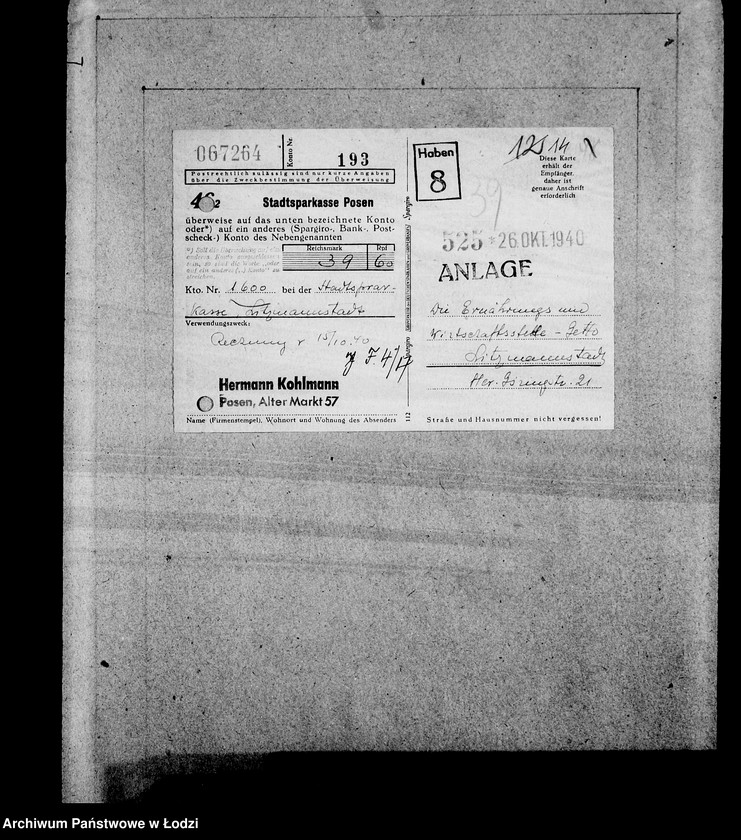 067264
Konto Nr.
193
Postrechtlich zulässig sind nur kurze Angaben
über die Zweckbestimmung der Überweisung
Stadtsparkasse Posen
überweise auf das unten bezeichnete Konto
oder*) auf ein anderes (Spargiro-, Bank-, Post-
scheck-) Konto des Nebengenannten
Reichsmark Rpf
39 60
Kto. Nr. 1600 bei der Stadtspar-
kasse, Litzmannstadt
Verwendungszweck:
15/10.40
Hermann Kohlmann
Posen, Alter Markt 57
Name (Firmenstempel), Wohnort und Wohnung des Absenders
112
Haben
8
Diese Karte
erhält der
Empfänger,
daher ist
genaue Anschrift
erforderlich
39
525 * 26.OKT.1940
ANLAGE
Die Ernährungs und
Wirtschaftsstelle - Getto
Litzmannstadt
Straße und Hausnummer nicht vergessen!
Archiwum Państwowe w Łodzi